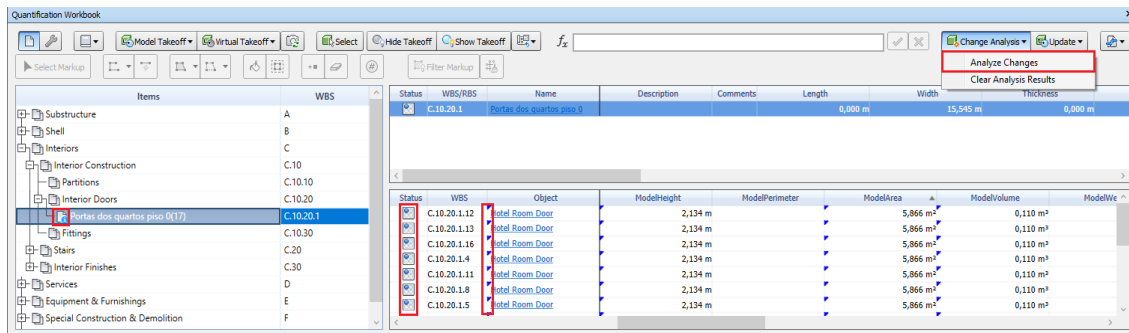 Quantification Workbook
Model Takeoff Virtual Takeoff Select Hide Takeoff Show Takeoff fx Change Analysis Update
Select Markup Filter Markup
Analyze Changes
Clear Analysis Results
Items WBS
Substructure A
Shell B
Interiors C
Interior Construction C.10
Partitions C.10.10
Interior Doors C.10.20
Portas dos quartos piso 0(17) C.10.20.1
Fittings C.10.30
Stairs C.20
Interior Finishes C.30
Services D
Equipment & Furnishings E
Special Construction & Demolition F
Status WBS/RBS Name Description Comments Length Width Thickness
C.10.20.1 Portas dos quartos piso 0 0,000 m 15,545 m 0,000 m
Status WBS Object ModelHeight ModelPerimeter ModelArea ModelVolume ModelWe
C.10.20.1.12 Hotel Room Door 2,134 m 5,866 m² 0,110 m³
C.10.20.1.13 Hotel Room Door 2,134 m 5,866 m² 0,110 m³
C.10.20.1.16 Hotel Room Door 2,134 m 5,866 m² 0,110 m³
C.10.20.1.4 Hotel Room Door 2,134 m 5,866 m² 0,110 m³
C.10.20.1.11 Hotel Room Door 2,134 m 5,866 m² 0,110 m³
C.10.20.1.8 Hotel Room Door 2,134 m 5,866 m² 0,110 m³
C.10.20.1.5 Hotel Room Door 2,134 m 5,866 m² 0,110 m³